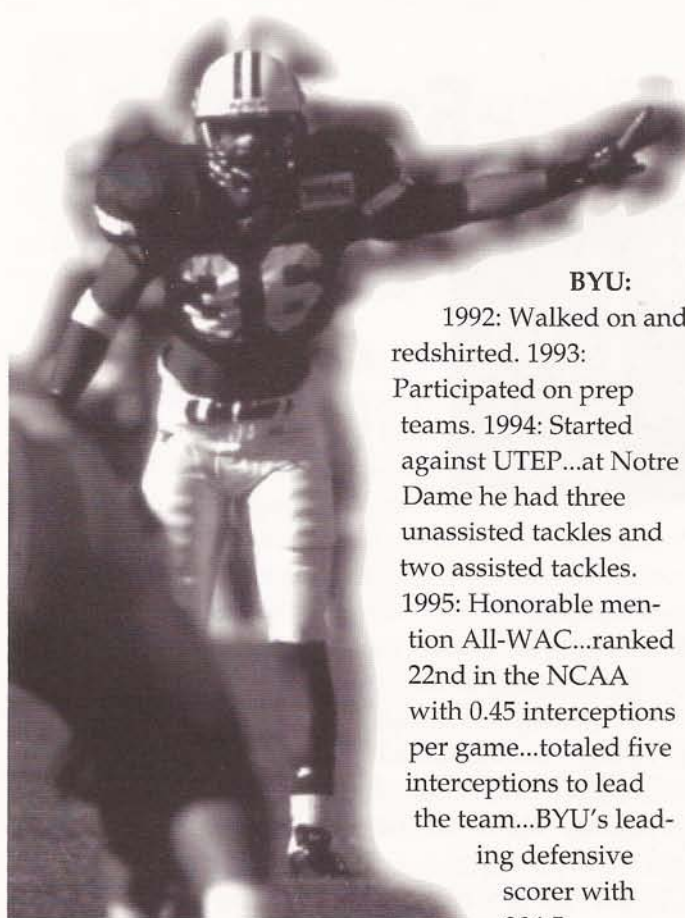 BYU:
1992: Walked on and
redshirted. 1993:
Participated on prep
teams. 1994: Started
against UTEP...at Notre
Dame he had three
unassisted tackles and
two assisted tackles.
1995: Honorable men-
tion All-WAC...ranked
22nd in the NCAA
with 0.45 interceptions
per game...totaled five
interceptions to lead
the team...BYU's lead-
ing defensive
scorer with
36